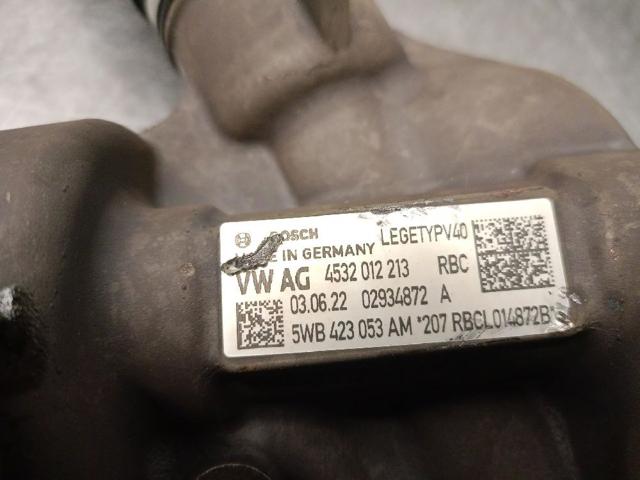 BOSCH LEGETYPV40
MADE IN GERMANY
VW AG 4532 012 213 RBC
03.06.22 02934872 A
5WB 423 053 AM *207 RBCL014872B*